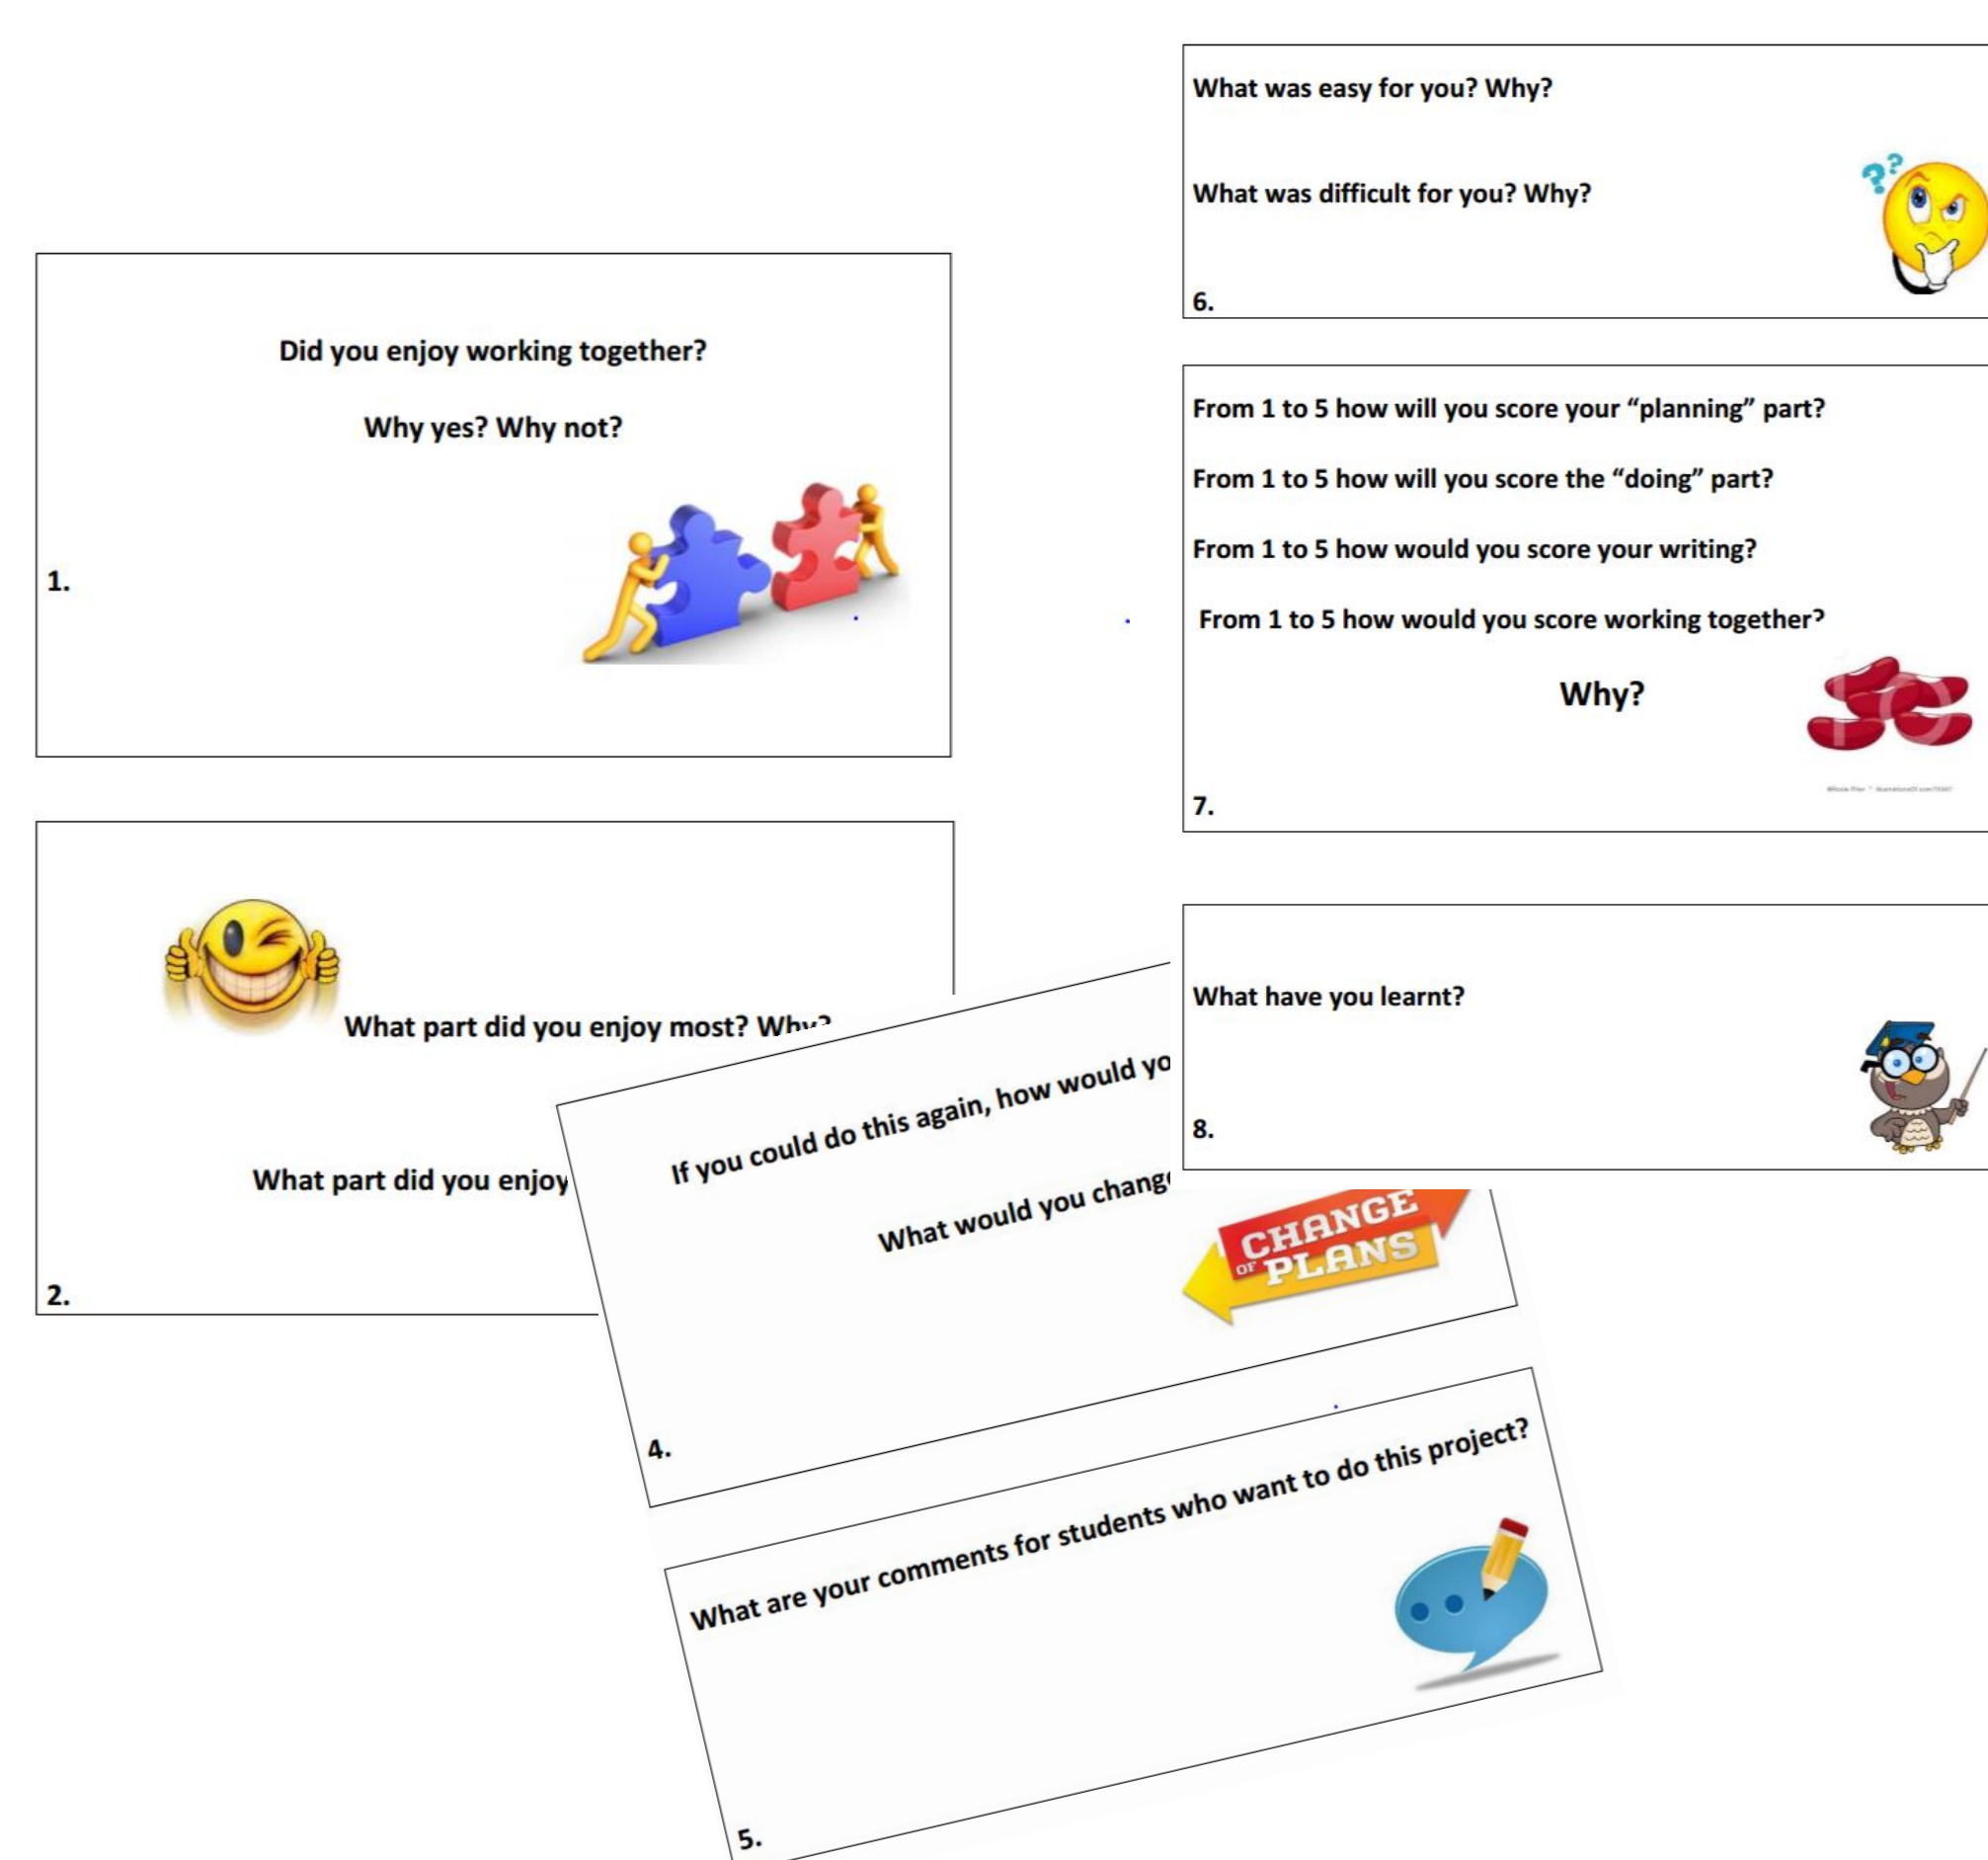 Did you enjoy working together?
Why yes? Why not?
1.
What part did you enjoy most? Why?
What part did you enjoy
2.
If you could do this again, how would yo
What would you change
CHANGE
OF PLANS
4.
What are your comments for students who want to do this project?
5.
What was easy for you? Why?
What was difficult for you? Why?
??
6.
From 1 to 5 how will you score your “planning” part?
From 1 to 5 how will you score the “doing” part?
From 1 to 5 how would you score your writing?
From 1 to 5 how would you score working together?
Why?
7.
What have you learnt?
8.